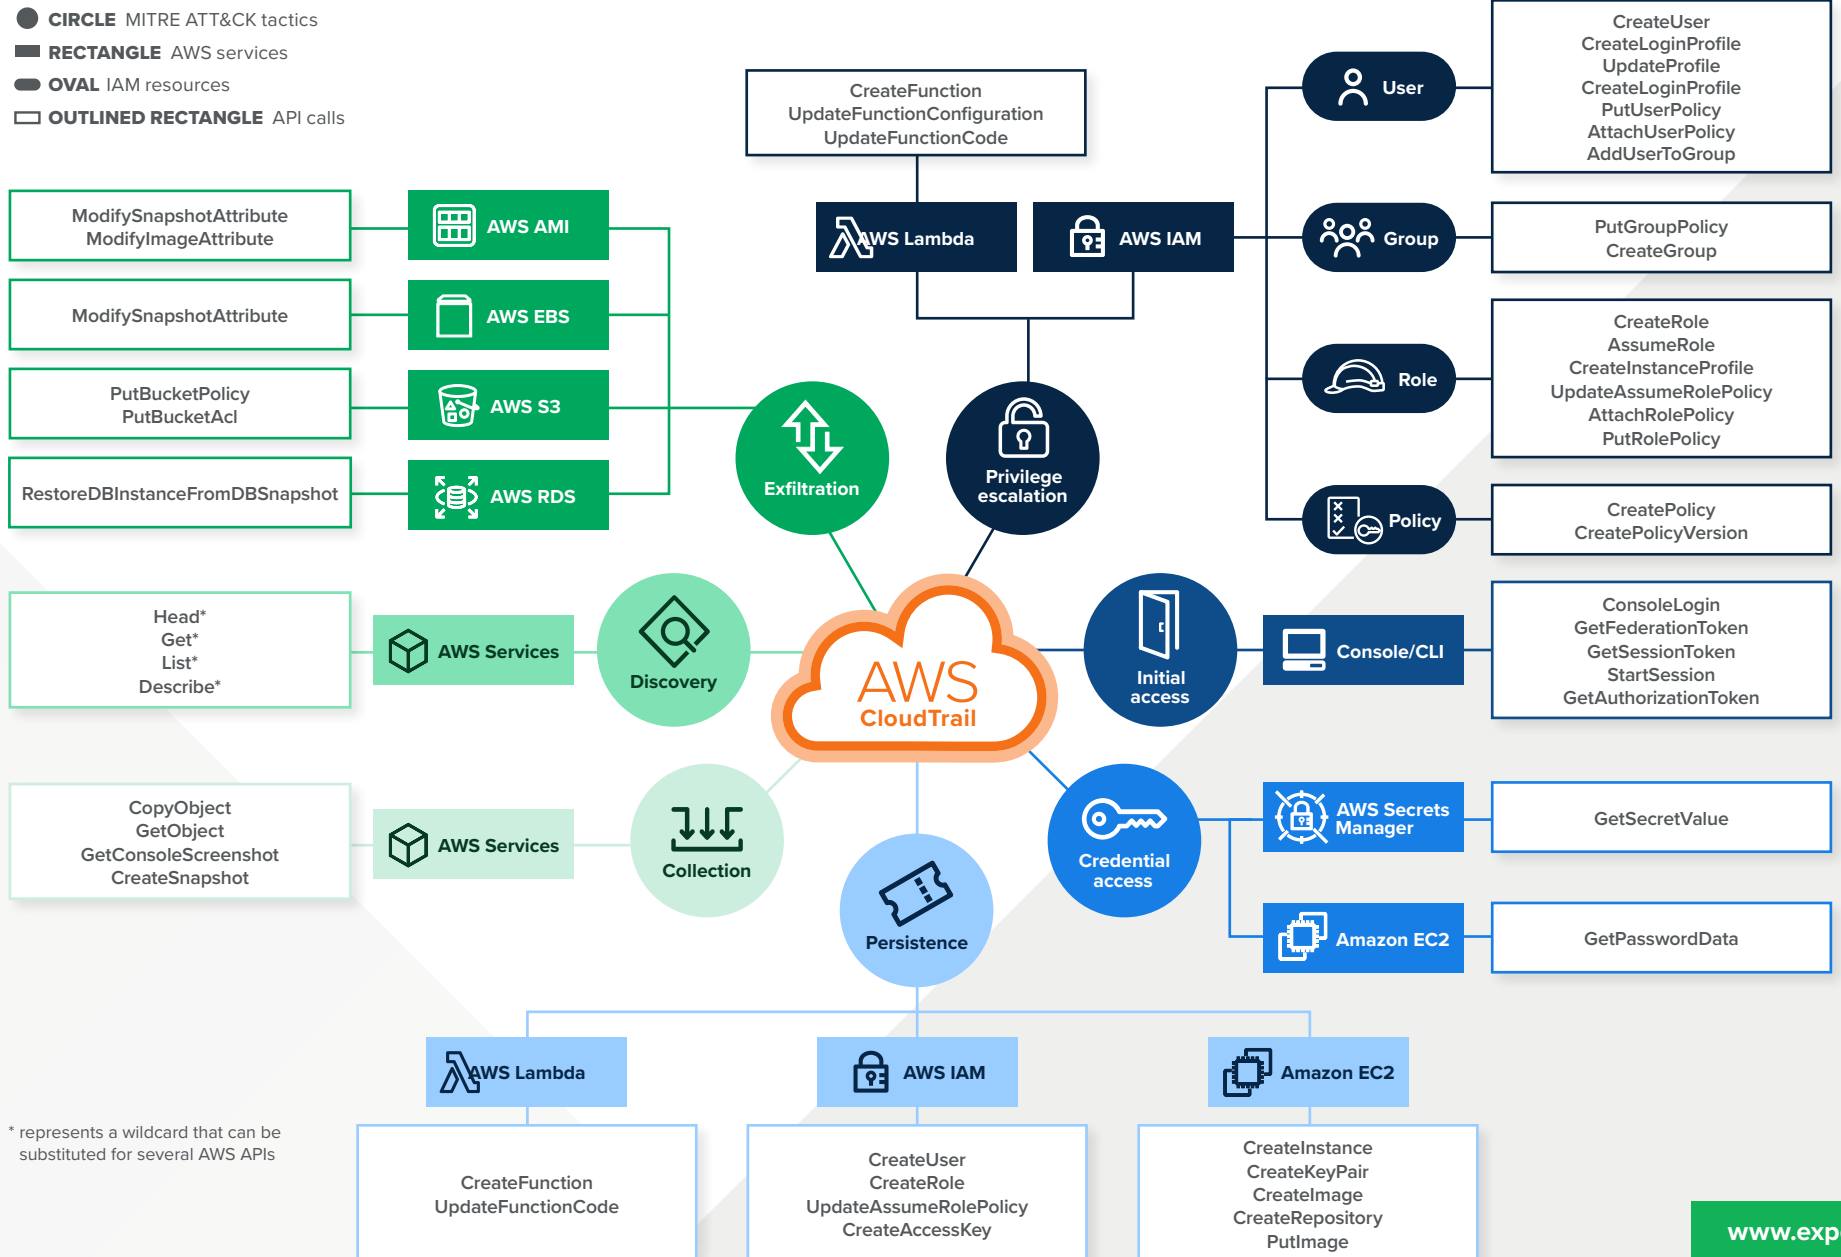 CIRCLE MITRE ATT&CK tactics
RECTANGLE AWS services
OVAL IAM resources
OUTLINED RECTANGLE API calls
CreateFunction
UpdateFunctionConfiguration
UpdateFunctionCode
AWS Lambda
AWS IAM
User
CreateUser
CreateLoginProfile
UpdateProfile
CreateLoginProfile
PutUserPolicy
AttachUserPolicy
AddUserToGroup
Group
PutGroupPolicy
CreateGroup
Role
CreateRole
AssumeRole
CreateInstanceProfile
UpdateAssumeRolePolicy
AttachRolePolicy
PutRolePolicy
Policy
CreatePolicy
CreatePolicyVersion
Privilege
escalation
ModifySnapshotAttribute
ModifyImageAttribute
AWS AMI
ModifySnapshotAttribute
AWS EBS
PutBucketPolicy
PutBucketAcl
AWS S3
RestoreDBInstanceFromDBSnapshot
AWS RDS
Exfiltration
Head*
Get*
List*
Describe*
AWS Services
Discovery
AWS
CloudTrail
Initial
access
Console/CLI
ConsoleLogin
GetFederationToken
GetSessionToken
StartSession
GetAuthorizationToken
CopyObject
GetObject
GetConsoleScreenshot
CreateSnapshot
AWS Services
Collection
Credential
access
AWS Secrets
Manager
GetSecretValue
Amazon EC2
GetPasswordData
Persistence
AWS Lambda
CreateFunction
UpdateFunctionCode
AWS IAM
CreateUser
CreateRole
UpdateAssumeRolePolicy
CreateAccessKey
Amazon EC2
CreateInstance
CreateKeyPair
CreateImage
CreateRepository
PutImage
* represents a wildcard that can be
substituted for several AWS APIs
www.exp